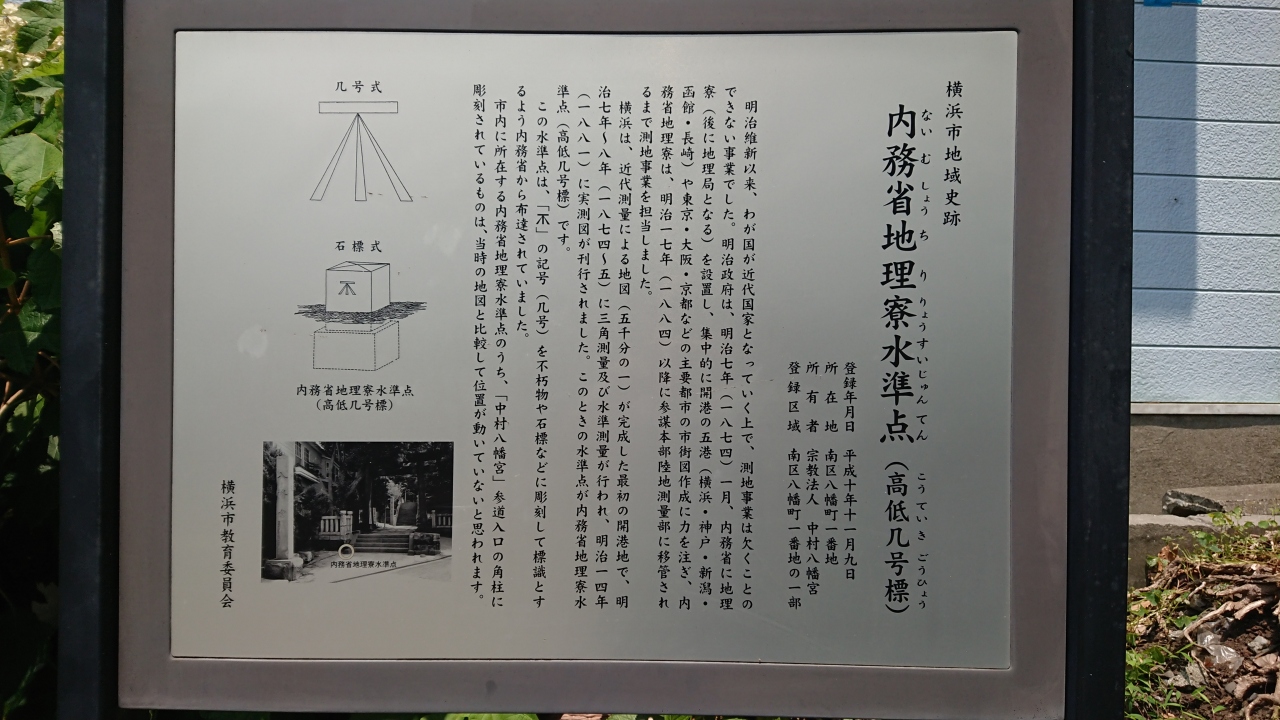 横浜市地域史跡
内務省地理寮水準点（高低几号標）
ないむしょうちりりょうすいじゅんてん　こうていきごうひょう
登録年月日　平成十年十一月九日
所在地　南区八幡町一番地
所有者　宗教法人　中村八幡宮
登録区域　南区八幡町一番地の一部
明治維新以来、わが国が近代国家となっていく上で、測地事業は欠くことの
できない事業でした。明治政府は、明治七年（一八七四）一月、内務省に地理
寮（後に地理局となる）を設置し、集中的に開港の五港（横浜・神戸・新潟・
函館・長崎）や東京・大阪・京都などの主要都市の市街図作成に力を注ぎ、内
務省地理寮は、明治一七年（一八八四）以降に参謀本部陸地測量部に移管され
るまで測地事業を担当しました。
横浜は、近代測量による地図（五千分の一）が完成した最初の開港地で、明
治七年～八年（一八七四～五）に三角測量及び水準測量が行われ、明治一四年
（一八八一）に実測図が刊行されました。このときの水準点が内務省地理寮水
準点（高低几号標）です。
この水準点は、「不」の記号（几号）を不朽物や石標などに彫刻して標識とす
るよう内務省から布達されていました。
市内に所在する内務省地理寮水準点のうち、「中村八幡宮」参道入口の角柱に
彫刻されているものは、当時の地図と比較して位置が動いていないと思われます。
几号式
石標式
不
内務省地理寮水準点
（高低几号標）
内務省地理寮水準点
横浜市教育委員会